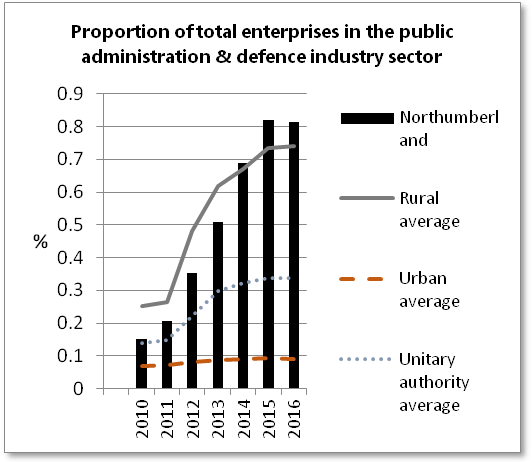 Proportion of total enterprises in the public
administration & defence industry sector
0.9
0.8
0.7
0.6
0.5
0.4
0.3
0.2
0.1
0
%
2010
2011
2012
2013
2014
2015
2016
Northumberl
and
Rural
average
Urban
average
Unitary
authority
average